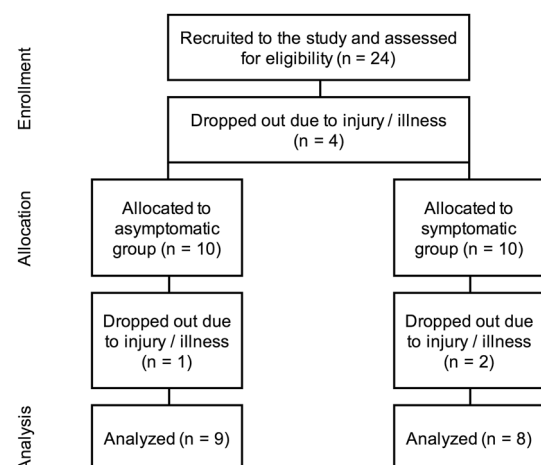 Enrollment
Recruited to the study and assessed
for eligibility (n = 24)
Dropped out due to injury / illness
(n = 4)
Allocation
Allocated to
asymptomatic
group (n = 10)
Allocated to
symptomatic
group (n = 10)
Dropped out due
to injury / illness
(n = 1)
Dropped out due
to injury / illness
(n = 2)
Analysis
Analyzed (n = 9)
Analyzed (n = 8)